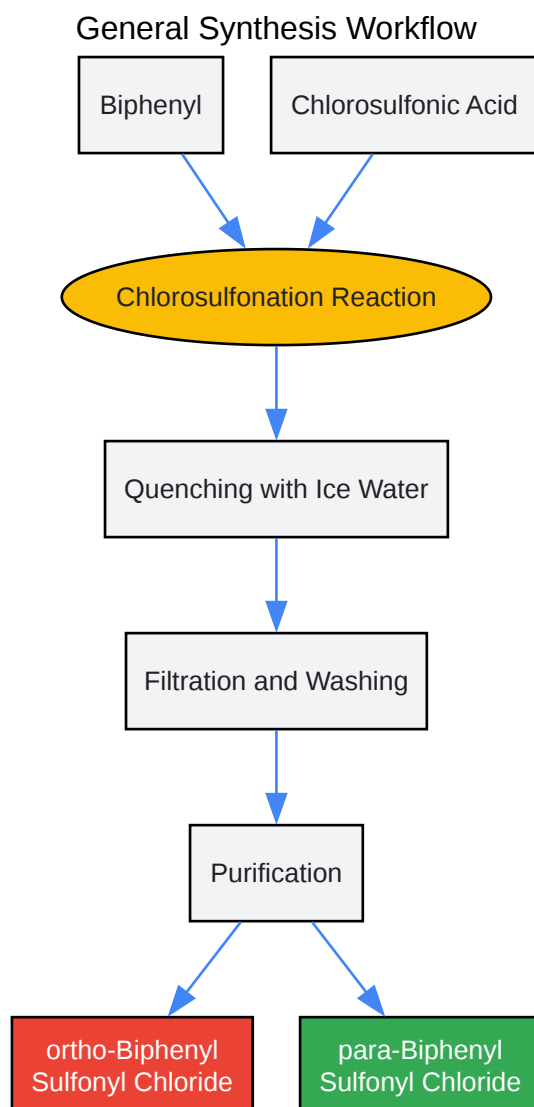 General Synthesis Workflow
Biphenyl
Chlorosulfonic Acid
Chlorosulfonation Reaction
Quenching with Ice Water
Filtration and Washing
Purification
ortho-Biphenyl
Sulfonyl Chloride
para-Biphenyl
Sulfonyl Chloride